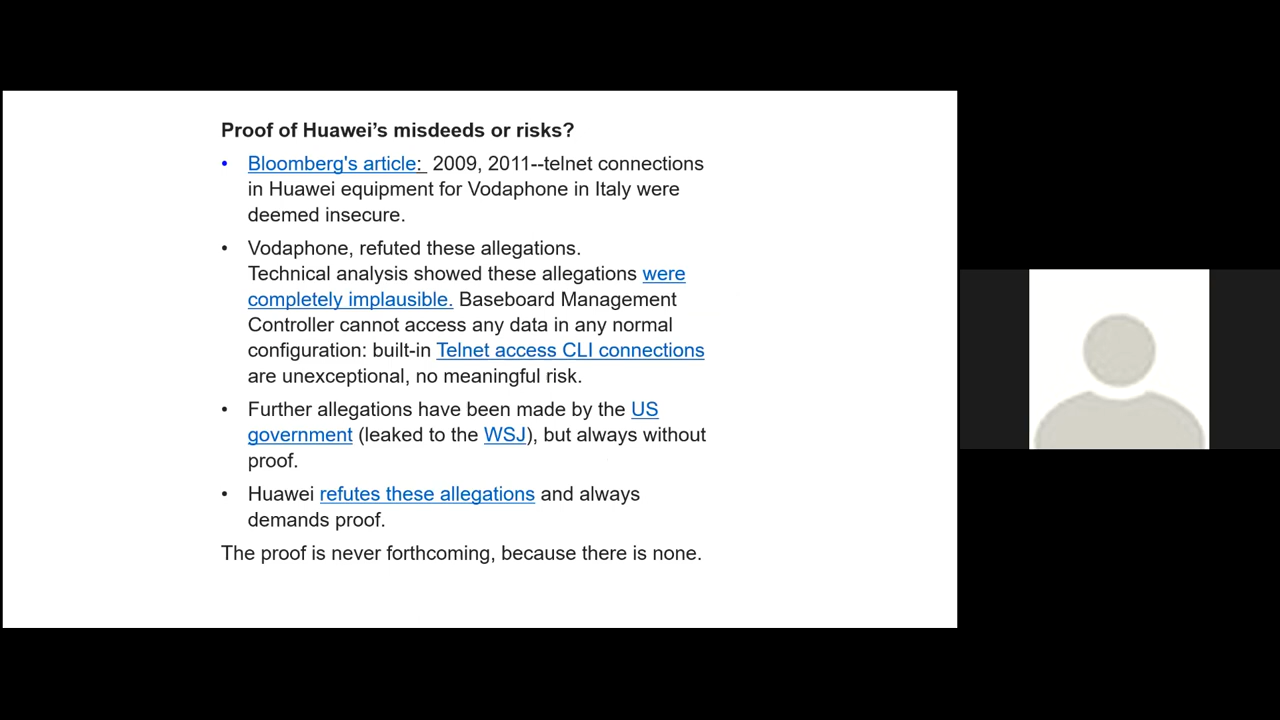 Proof of Huawei’s misdeeds or risks?
• Bloomberg's article:  2009, 2011--telnet connections
in Huawei equipment for Vodaphone in Italy were
deemed insecure.
• Vodaphone, refuted these allegations.
Technical analysis showed these allegations were
completely implausible. Baseboard Management
Controller cannot access any data in any normal
configuration: built-in Telnet access CLI connections
are unexceptional, no meaningful risk.
• Further allegations have been made by the US
government (leaked to the WSJ), but always without
proof.
• Huawei refutes these allegations and always
demands proof.
The proof is never forthcoming, because there is none.